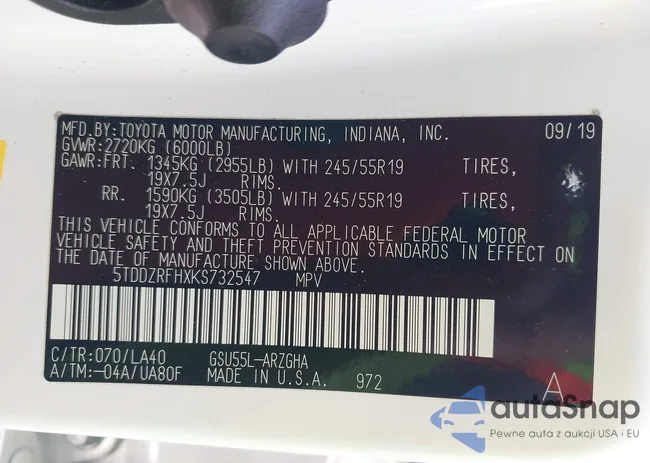 MFD.BY:TOYOTA MOTOR MANUFACTURING, INDIANA, INC. 09/19
GVWR:2720KG (6000LB)
GAWR:FRT. 1345KG (2955LB) WITH 245/55R19 TIRES,
19X7.5J RIMS.
RR. 1590KG (3505LB) WITH 245/55R19 TIRES,
19X7.5J RIMS.
THIS VEHICLE CONFORMS TO ALL APPLICABLE FEDERAL MOTOR
VEHICLE SAFETY AND THEFT PREVENTION STANDARDS IN EFFECT ON
THE DATE OF MANUFACTURE SHOWN ABOVE.
5TDDZRFHXKS732547 MPV
C/TR:070/LA40 GSU55L-ARZGHA
A/TM:-04A/UA80F MADE IN U.S.A. 972 A
autoSnap
Pewne auta z aukcji USA i EU